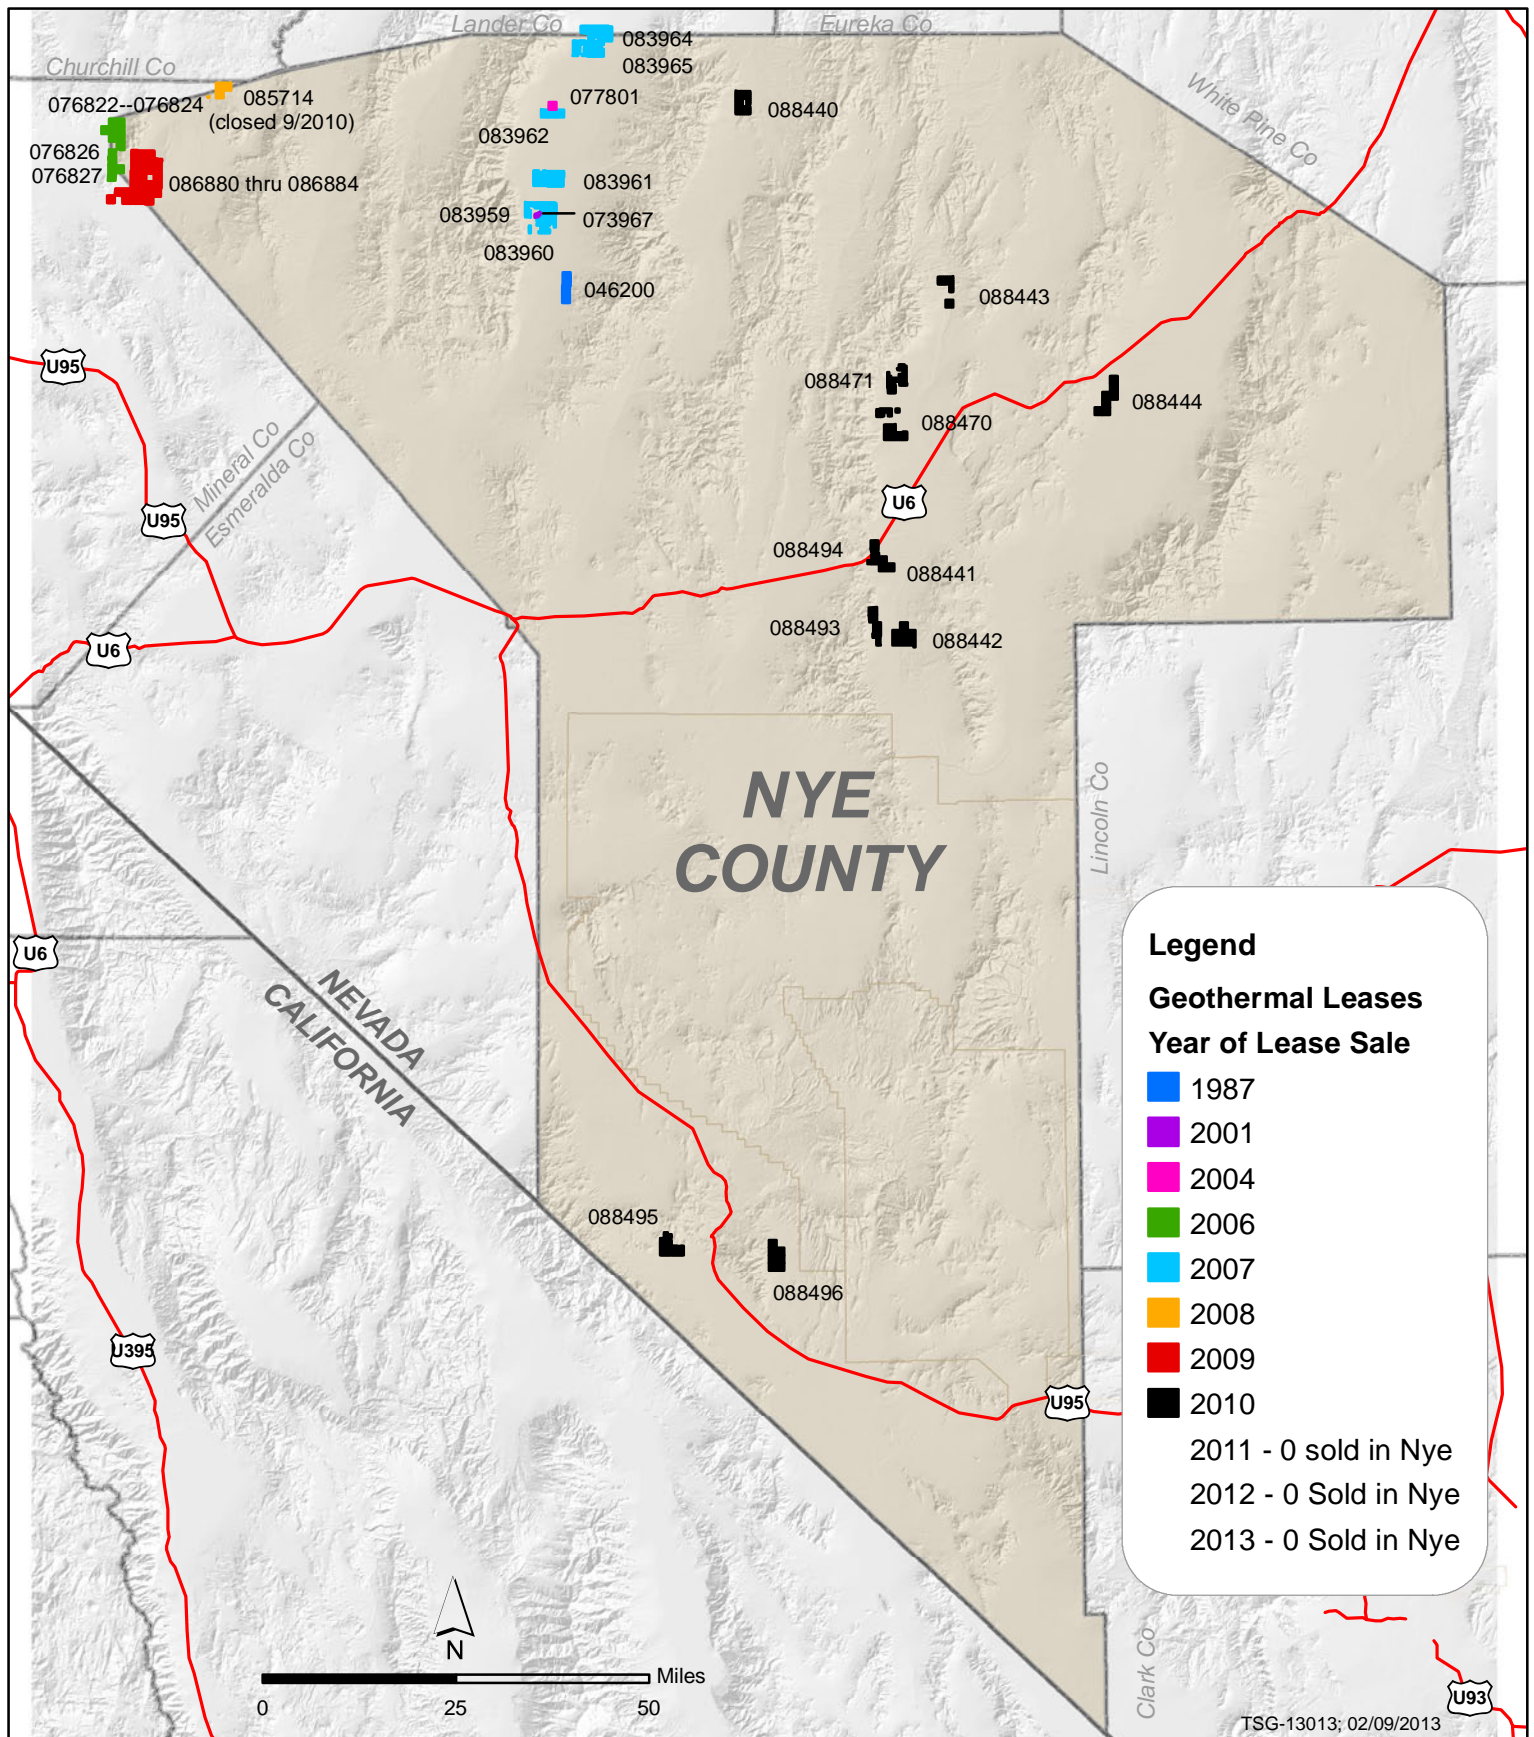 Lander Co
Eureka Co
083964
083965
Churchill Co
White Pine Co
076822--076824
085714
(closed 9/2010)
077801
083962
088440
076826
076827
086880 thru 086884
083961
083959
073967
083960
046200
088443
U95
088471
088444
088470
Mineral Co
Esmeralda Co
U95
U6
088494
088441
088493
088442
U6
NYE
COUNTY
Lincoln Co
U6
NEVADA
CALIFORNIA
Legend
Geothermal Leases
Year of Lease Sale
1987
2001
2004
2006
2007
2008
2009
2010
2011 - 0 sold in Nye
2012 - 0 Sold in Nye
2013 - 0 Sold in Nye
088495
088496
U395
U95
N
Miles
0 25 50
Clark Co
U93
TSG-13013; 02/09/2013